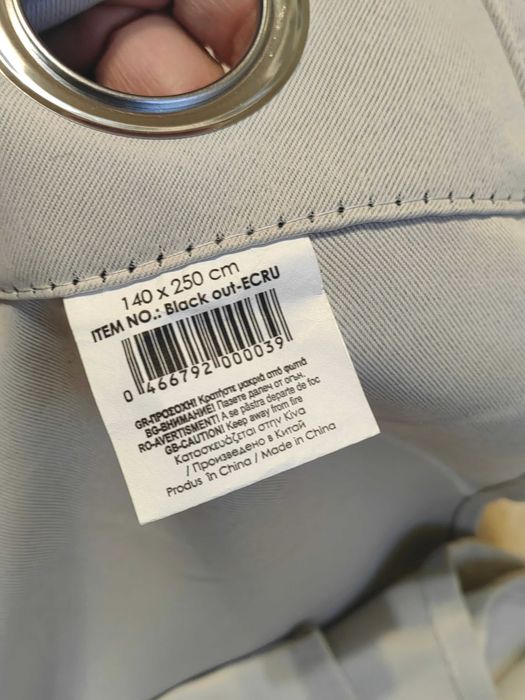 140 x 250 cm
ITEM NO.: Black out-ECRU
0 466792 000039
GR-ΠΡΟΣΟΧΗ! Κρατήστε μακριά από φωτιά
BG-ВНИМАНИЕ! Пазете далеч от огън.
RO-AVERTISMENT! A se păstra departe de foc
GB-CAUTION! Keep away from fire
Κατασκευάζεται στην Κίνα
/ Произведено в Китай
Produs în China / Made in China